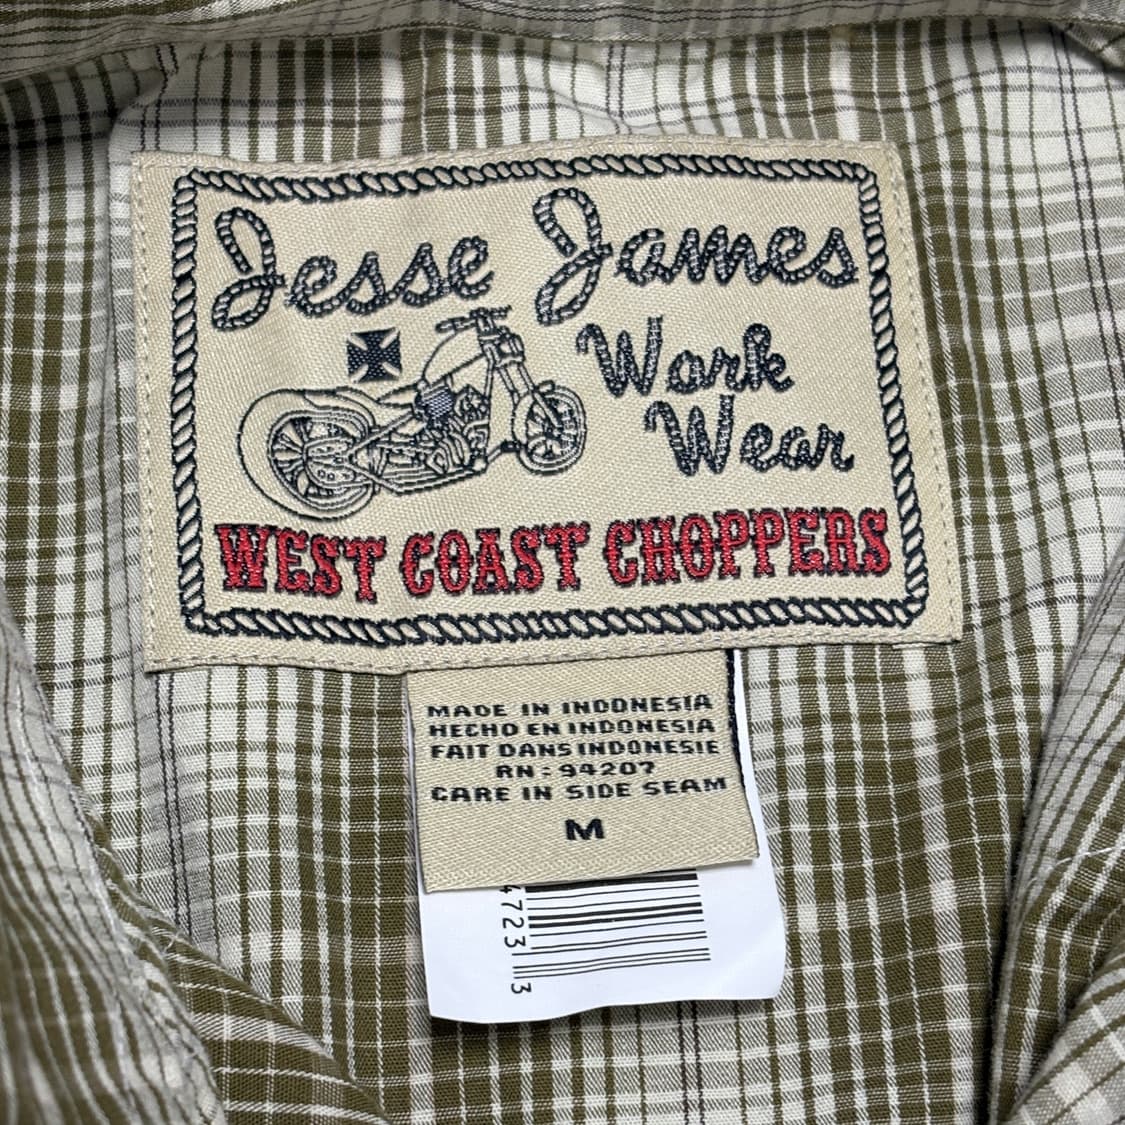 Jesse James
Work
Wear
WEST COAST CHOPPERS
MADE IN INDONESIA
HECHO EN INDONESIA
FAIT DANS INDONESIE
RN: 94207
CARE IN SIDE SEAM
M
4723 3